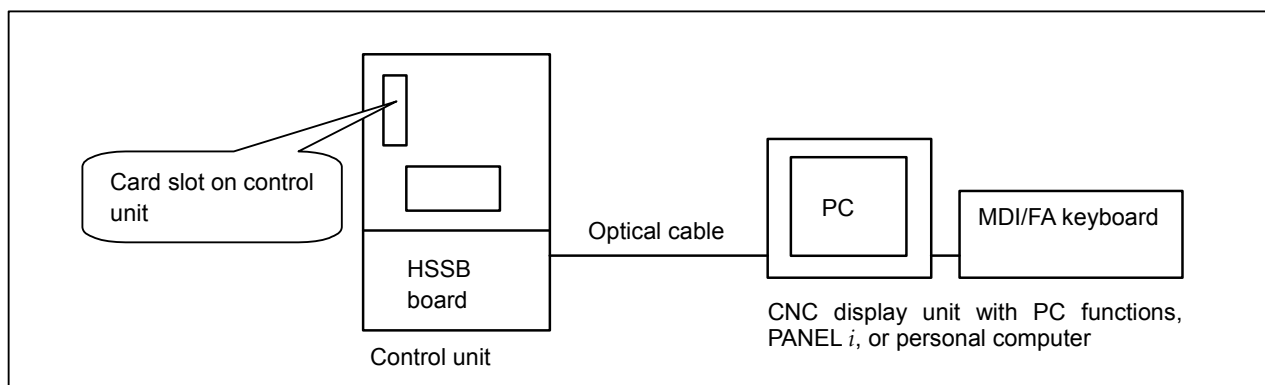 Card slot on control
unit
HSSB
board
Control unit
Optical cable
PC
MDI/FA keyboard
CNC display unit with PC functions,
PANEL i, or personal computer